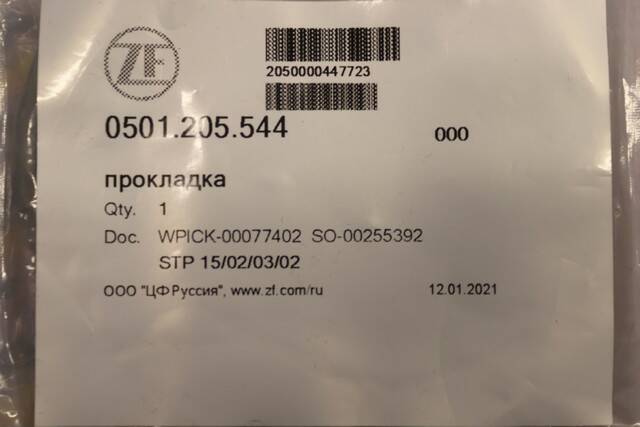 ZF
2050000447723
0501.205.544 000
прокладка
Qty. 1
Doc. WPICK-00077402 SO-00255392
STP 15/02/03/02
ООО "ЦФ Руссия", www.zf.com/ru 12.01.2021